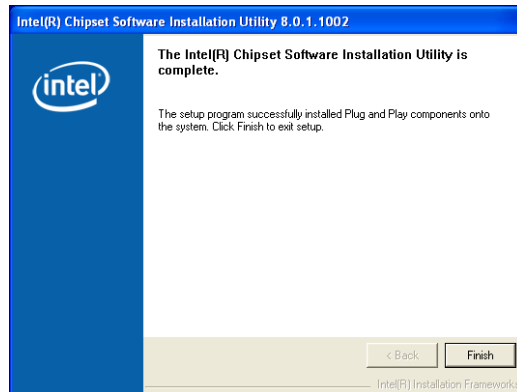 Intel(R) Chipset Software Installation Utility 8.0.1.1002
intel
The Intel(R) Chipset Software Installation Utility is
complete.
The setup program successfully installed Plug and Play components onto
the system. Click Finish to exit setup.
< Back
Finish
Intel(R) Installation Frameworks